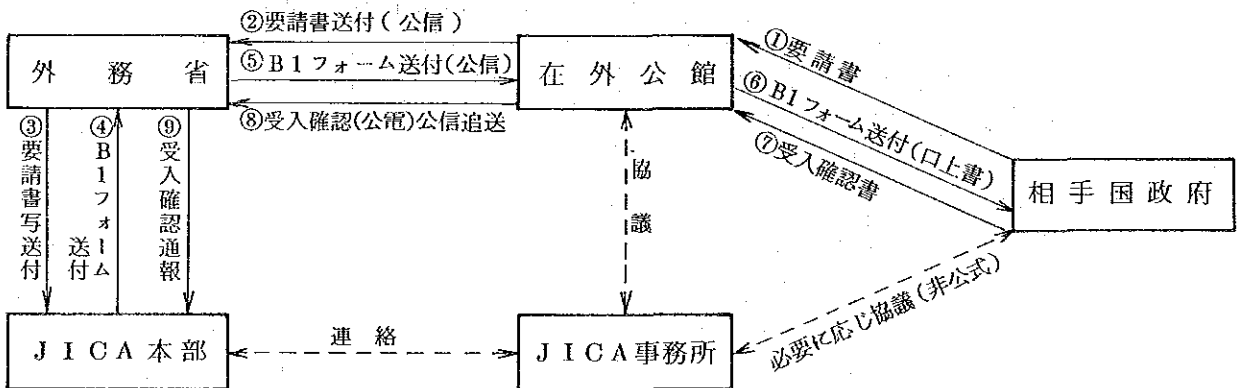 ②要請書送付(公信)
外務省
⑤B1フォーム送付(公信)
在外公館
⑧受入確認(公電)公信追送
①要請書
⑥B1フォーム送付(口上書)
⑦受入確認書
相手国政府
③要請書写送付
④B1フォーム
送付
⑨受入確認通報
協議
必要に応じ協議(非公式)
JICA本部
連絡
JICA事務所